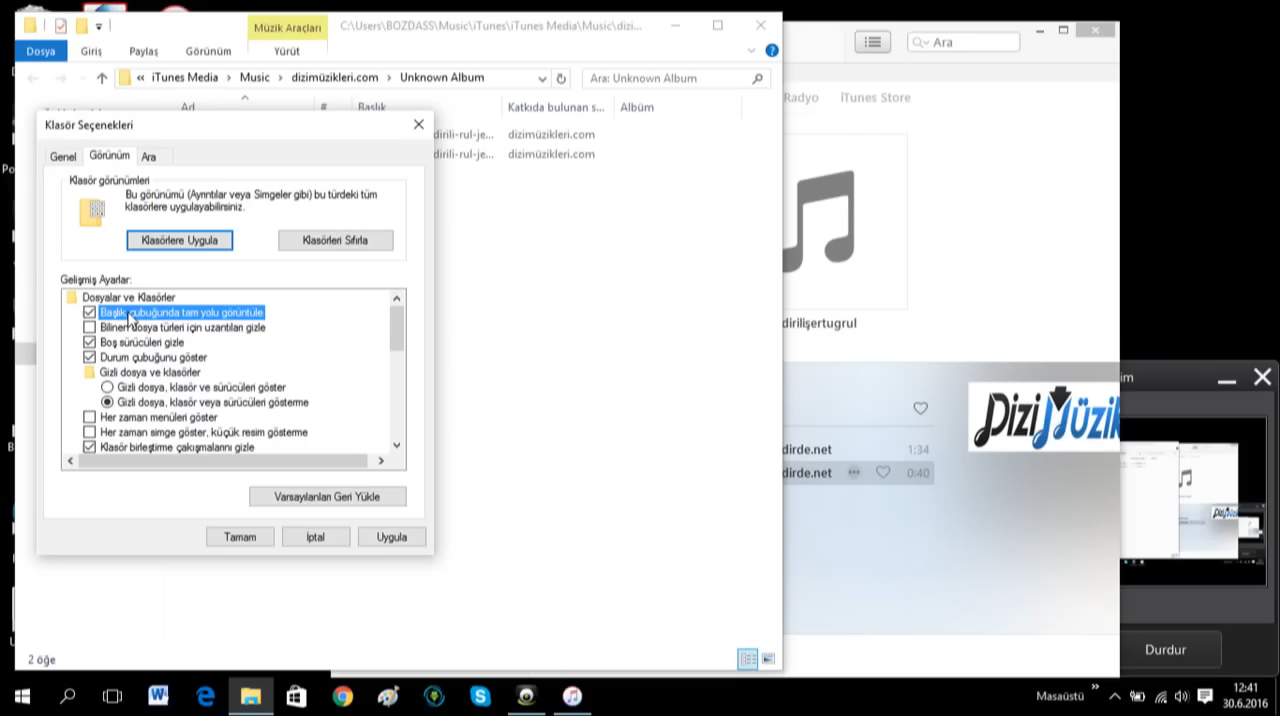 Müzik Araçları
C:\Users\BOZDASS\Music\iTunes\iTunes Media\Music\dizi...
Dosya
Giriş
Paylaş
Görünüm
Yürüt
« iTunes Media › Music › dizimüzikleri.com › Unknown Album
Ara: Unknown Album
Ad
#
Başlık
Katkıda bulunan s...
Albüm
dirili-rul-je...
dizimüzikleri.com
dirili-rul-je...
dizimüzikleri.com
Klasör Seçenekleri
Genel
Görünüm
Ara
Klasör görünümleri
Bu görünümü (Ayrıntılar veya Simgeler gibi) bu türdeki tüm
klasörlere uygulayabilirsiniz.
Klasörlere Uygula
Klasörleri Sıfırla
Gelişmiş Ayarlar:
Dosyalar ve Klasörler
Başlık çubuğunda tam yolu görüntüle
Bilinen dosya türleri için uzantıları gizle
Boş sürücüleri gizle
Durum çubuğunu göster
Gizli dosya ve klasörler
Gizli dosya, klasör ve sürücüleri göster
Gizli dosya, klasör veya sürücüleri gösterme
Her zaman menüleri göster
Her zaman simge göster, küçük resim gösterme
Klasör birleştirme çakışmalarını gizle
Varsayılanları Geri Yükle
Tamam
İptal
Uygula
2 öğe
Ara
Radyo
iTunes Store
dirilişertugrul
dirde.net
1:34
dirde.net
0:40
DiziMüzik
im
Durdur
Masaüstü
12:41
30.6.2016